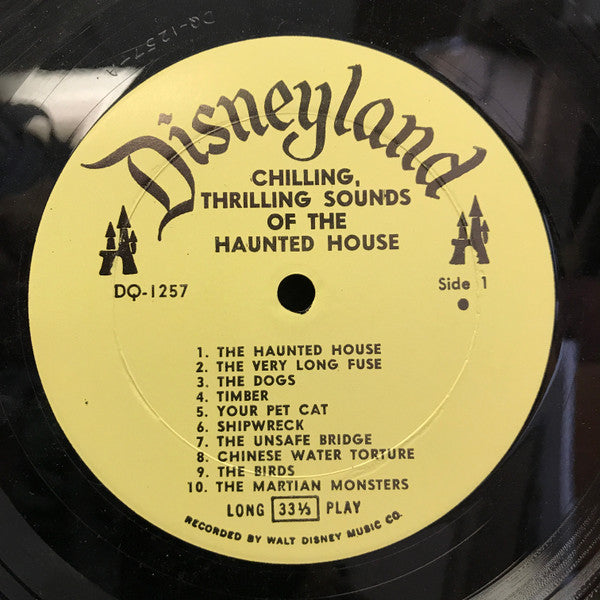 DQ-1257-A
Disneyland
CHILLING,
THRILLING SOUNDS
OF THE
HAUNTED HOUSE
DQ-1257
Side 1
1. THE HAUNTED HOUSE
2. THE VERY LONG FUSE
3. THE DOGS
4. TIMBER
5. YOUR PET CAT
6. SHIPWRECK
7. THE UNSAFE BRIDGE
8. CHINESE WATER TORTURE
9. THE BIRDS
10. THE MARTIAN MONSTERS
LONG 33⅓ PLAY
RECORDED BY WALT DISNEY MUSIC CO.